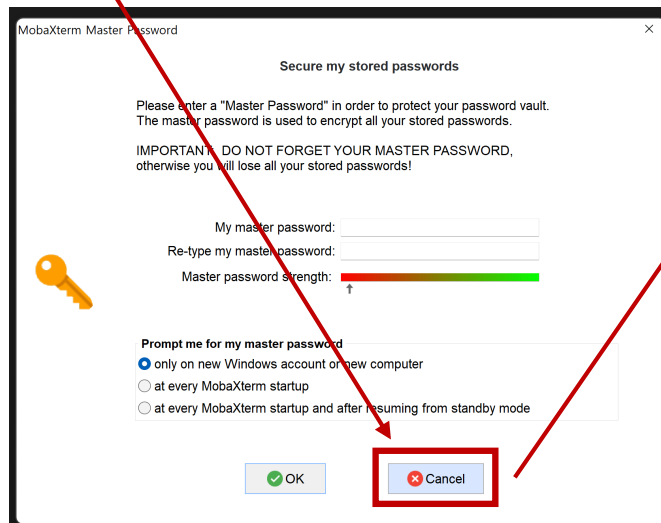 MobaXterm Master Password
Secure my stored passwords
Please enter a "Master Password" in order to protect your password vault.
The master password is used to encrypt all your stored passwords.
IMPORTANT: DO NOT FORGET YOUR MASTER PASSWORD,
otherwise you will lose all your stored passwords!
My master password:
Re-type my master password:
Master password strength:
Prompt me for my master password
only on new Windows account or new computer
at every MobaXterm startup
at every MobaXterm startup and after resuming from standby mode
OK
Cancel